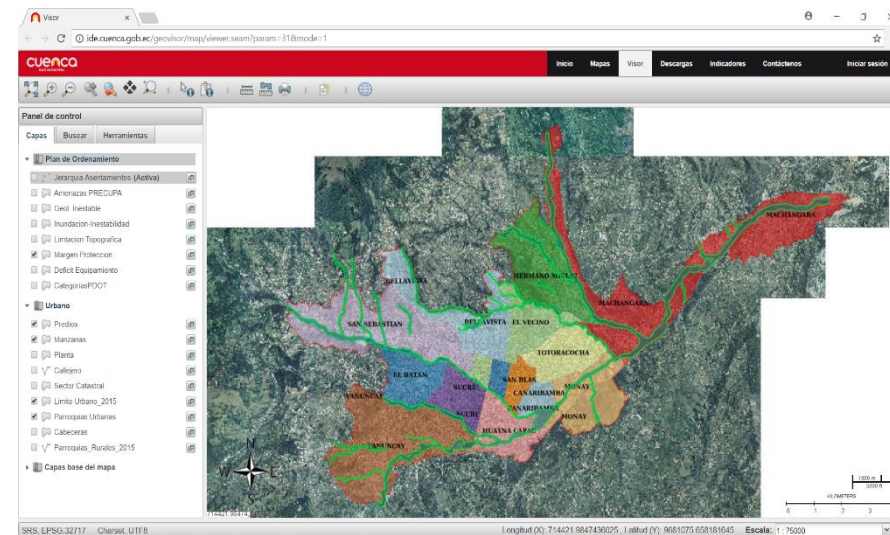 Visor
ide.cuenca.gob.ec/geovisor/map/viewer.seam?param=31&mode=1
cuenca
Inicio Mapas Visor Descargas Indicadores Contáctenos Iniciar sesión
Panel de control
Capas Buscar Herramientas
Plan de Ordenamiento
Jerarquia Asentamientos (Activa)
Amenazas PRECUPA
Geol. Inestable
Inundacion-Inestabilidad
Limitacion Topografica
Margen Proteccion
Deficit Equipamiento
CategoriasPDOT
Urbano
Predios
Manzanas
Planta
Callejero
Sector Catastral
Limite Urbano_2015
Parroquias Urbanas
Cabeceras
Parroquias_Rurales_2015
Capas base del mapa
MACHANGARA
HERMANO MIGUEL
BELLAVISTA
MACHANGARA
SAN SEBASTIAN
BELLAVISTA
EL VECINO
TOTORACOCHA
EL BATAN
SAN BLAS
SUCRE
MONAY
YANUNCAY
CANARIBAMBA
CANARIBAMBA
SUCRE
MONAY
HUAYNA CAPAC
YANUNCAY
N
W
E
S
1000 m
KILOMETERS
0 1 2 3
SRS: EPSG:32717 Charset: UTF8
Longitud (X): 714421.9847436025 , Latitud (Y): 9681075.658181645 Escala: 1 : 75000